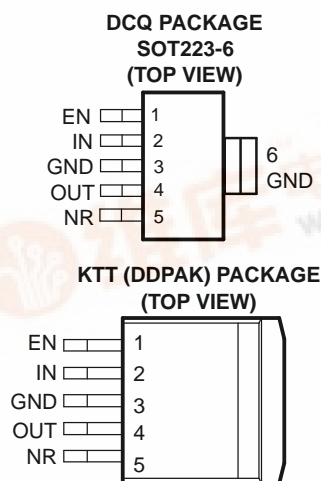 DCQ PACKAGE
SOT223-6
(TOP VIEW)
EN 1
IN 2
GND 3
OUT 4
NR 5
6
GND
KTT (DDPAK) PACKAGE
(TOP VIEW)
EN 1
IN 2
GND 3
OUT 4
NR 5